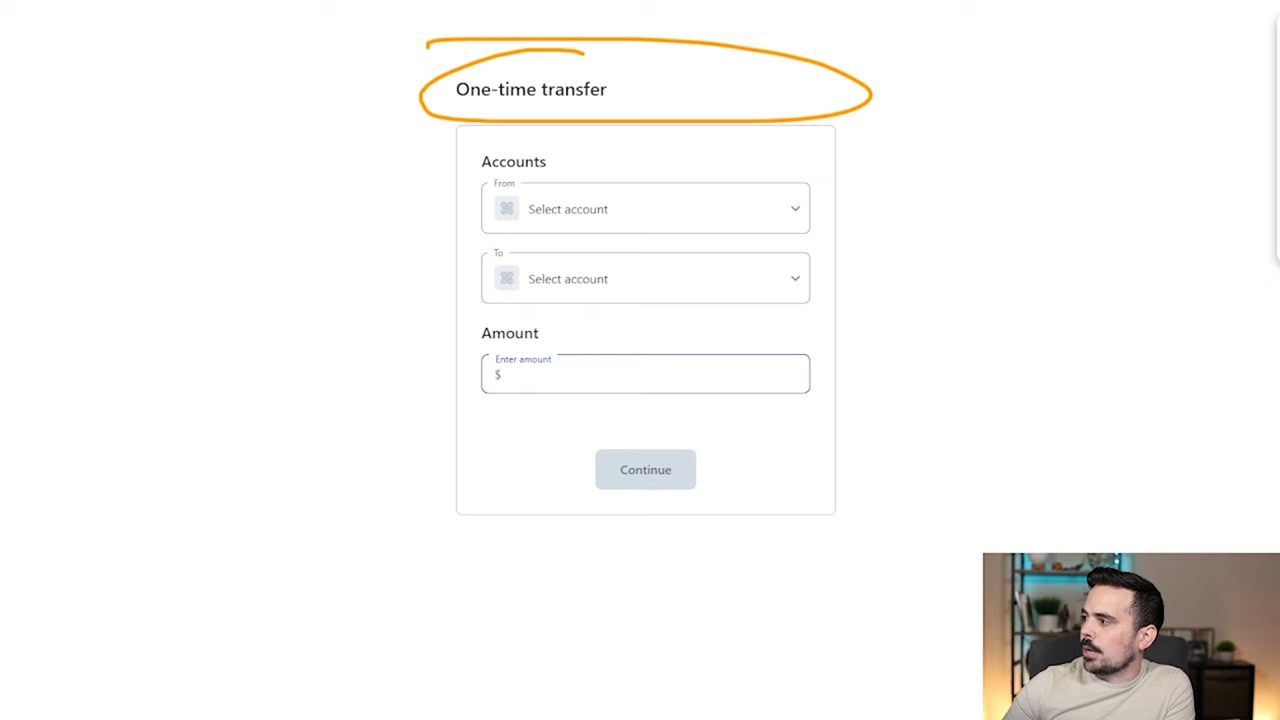 One-time transfer
Accounts
From
Select account
To
Select account
Amount
Enter amount
$
Continue